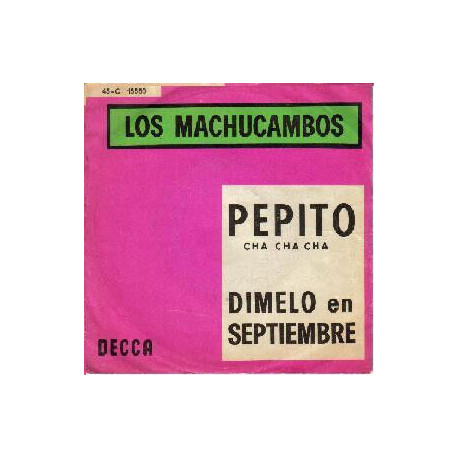 45-C 15550
LOS MACHUCAMBOS
PEPITO
CHA CHA CHA
DIMELO en
SEPTIEMBRE
DECCA